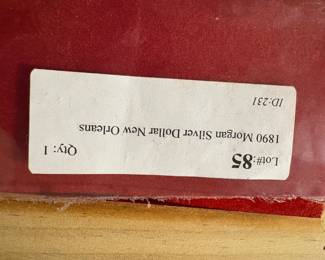 Lot#: 85 Qty: 1
1890 Morgan Silver Dollar New Orleans
ID-231